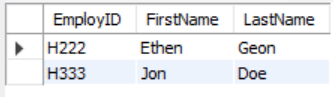 EmployID FirstName LastName
H222 Ethen Geon
H333 Jon Doe